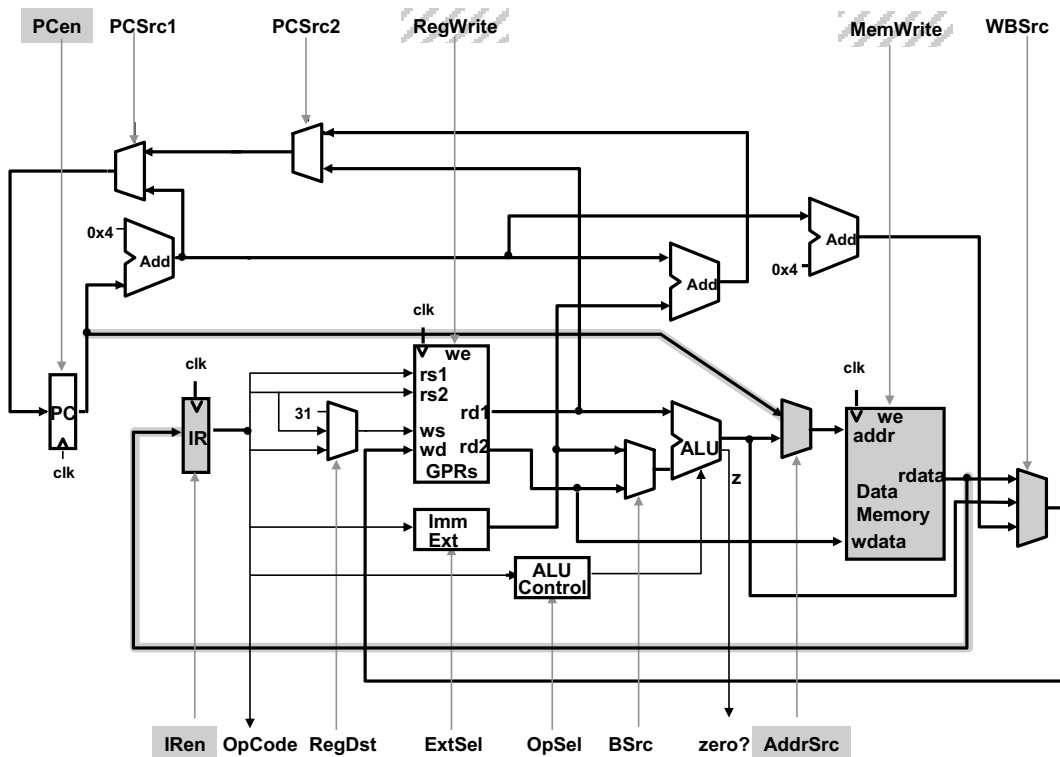 PCen PCSrc1 PCSrc2 RegWrite MemWrite WBSrc
0x4
Add
Add
0x4
Add
clk
we
rs1
rs2
rd1
ws
rd2
wd
GPRs
clk
PC
clk
IR
31
ALU
z
clk
we
addr
rdata
Data
Memory
wdata
Imm
Ext
ALU
Control
IRen OpCode RegDst ExtSel OpSel BSrc zero? AddrSrc